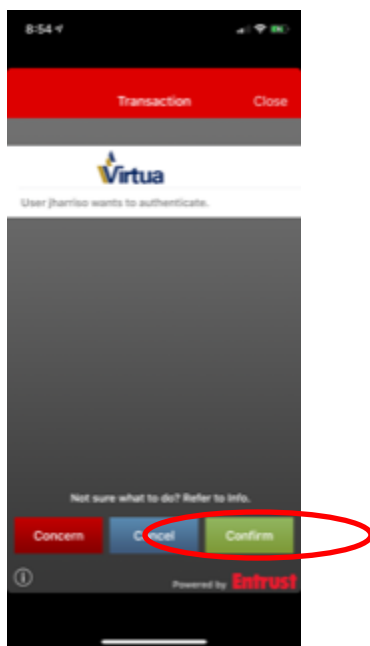 8:54
Transaction Close
Virtua
User jharriso wants to authenticate.
Not sure what to do? Refer to Info.
Concern Cancel Confirm
Powered by Entrust